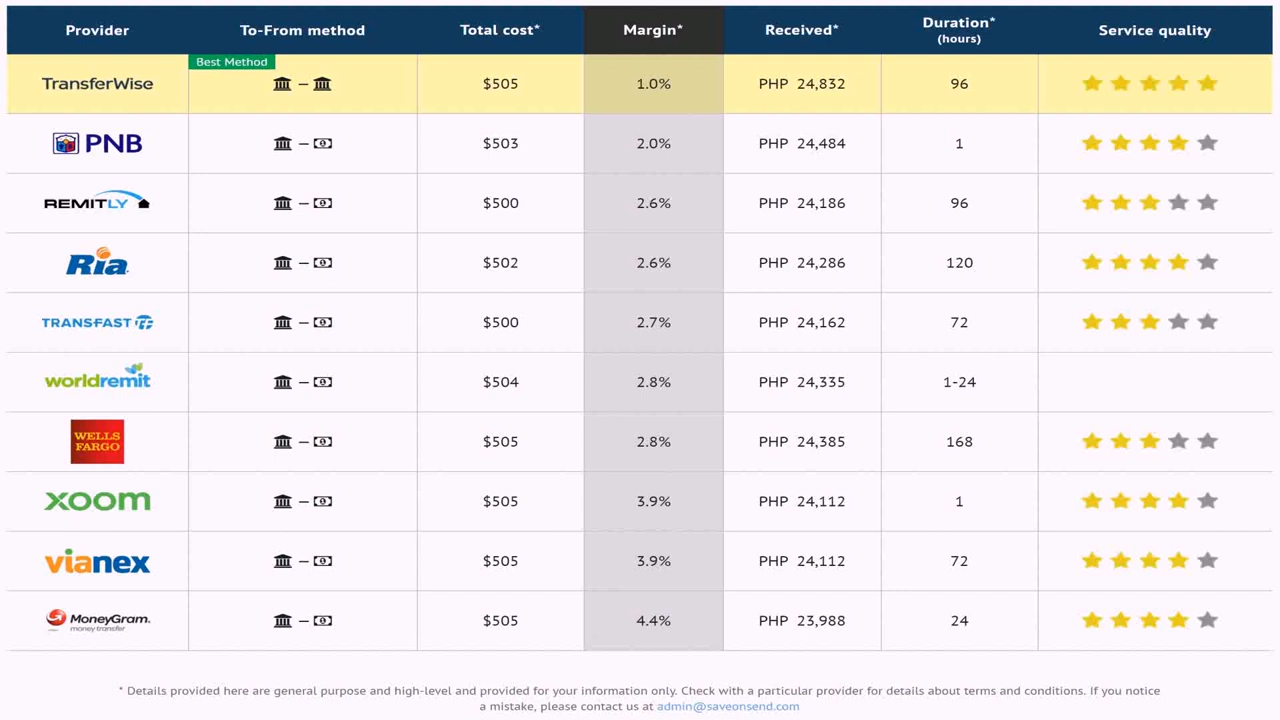 Provider To-From method Total cost* Margin* Received* Duration* (hours) Service quality
Best Method
TransferWise $505 1.0% PHP 24,832 96
PNB $503 2.0% PHP 24,484 1
REMITLY $500 2.6% PHP 24,186 96
Ria $502 2.6% PHP 24,286 120
TRANSFAST TF $500 2.7% PHP 24,162 72
worldremit $504 2.8% PHP 24,335 1-24
WELLS FARGO $505 2.8% PHP 24,385 168
xoom $505 3.9% PHP 24,112 1
vianex $505 3.9% PHP 24,112 72
MoneyGram. money transfer $505 4.4% PHP 23,988 24
* Details provided here are general purpose and high-level and provided for your information only. Check with a particular provider for details about terms and conditions. If you notice
a mistake, please contact us at admin@saveonsend.com